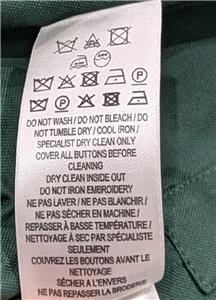 DO NOT WASH / DO NOT BLEACH / DO
NOT TUMBLE DRY / COOL IRON /
SPECIALIST DRY CLEAN ONLY
COVER ALL BUTTONS BEFORE
CLEANING
DRY CLEAN INSIDE OUT
DO NOT IRON EMBROIDERY
NE PAS LAVER / NE PAS BLANCHIR /
NE PAS SÉCHER EN MACHINE /
REPASSER À BASSE TEMPÉRATURE /
NETTOYAGE À SEC PAR SPÉCIALISTE
SEULEMENT
COUVREZ LES BOUTONS AVANT LE
NETTOYAGE
SÉCHER À L'ENVERS
NE PAS REPASSER LA BRODERIE